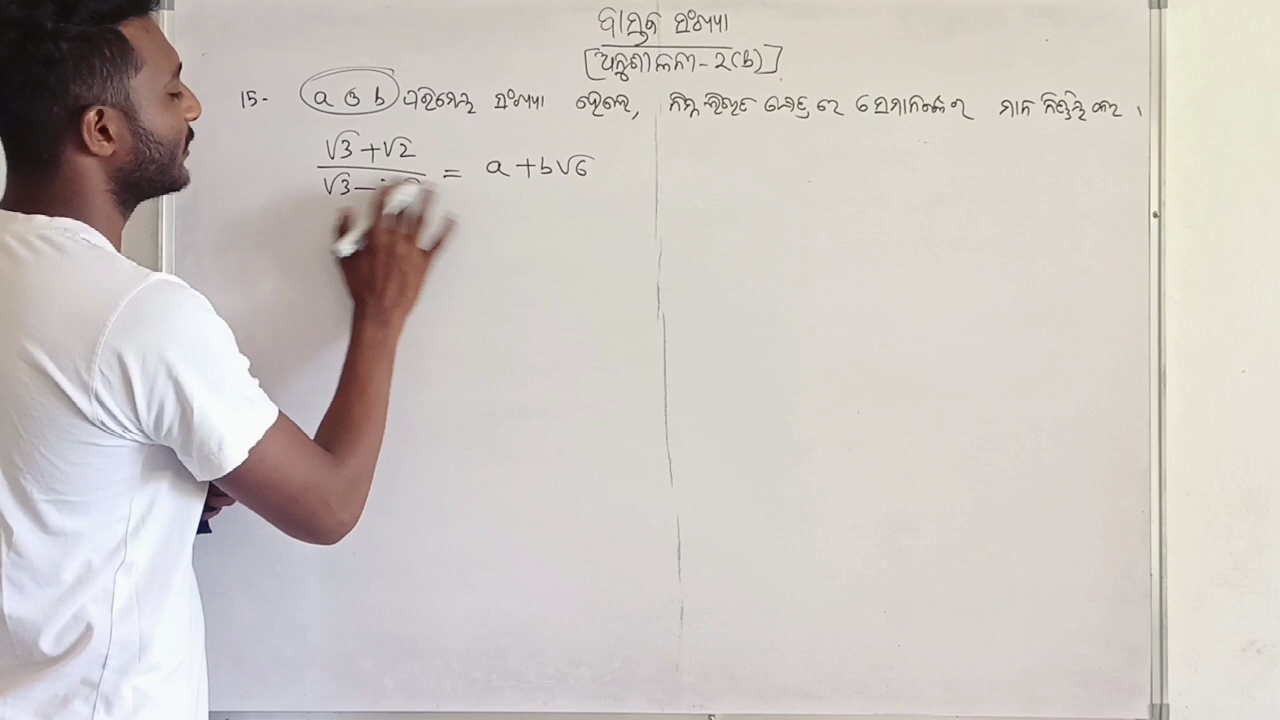 ବାସ୍ତବ ସଂଖ୍ୟା
[ଅନୁଶୀଳନୀ - 2(b)]
15- a ଓ b ପରିମେୟ ସଂଖ୍ୟା ହେଲେ, ନିମ୍ନଲିଖିତ କ୍ଷେତ୍ରରେ ସେମାନଙ୍କର ମାନ ନିର୍ଣ୍ଣୟ କର ।
√3 + √2
√3 - = a + b√6